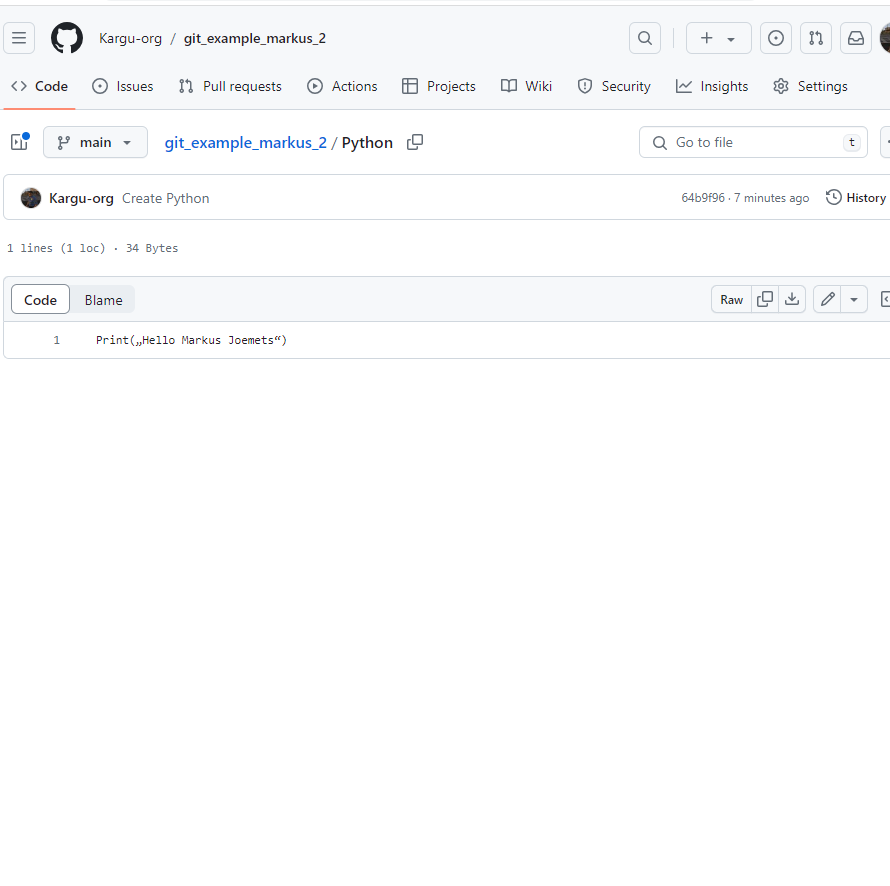 Kargu-org / git_example_markus_2
Code Issues Pull requests Actions Projects Wiki Security Insights Settings
main git_example_markus_2 / Python Go to file t
Kargu-org Create Python 64b9f96 · 7 minutes ago History
1 lines (1 loc) · 34 Bytes
Code Blame Raw
1 Print(„Hello Markus Joemets“)